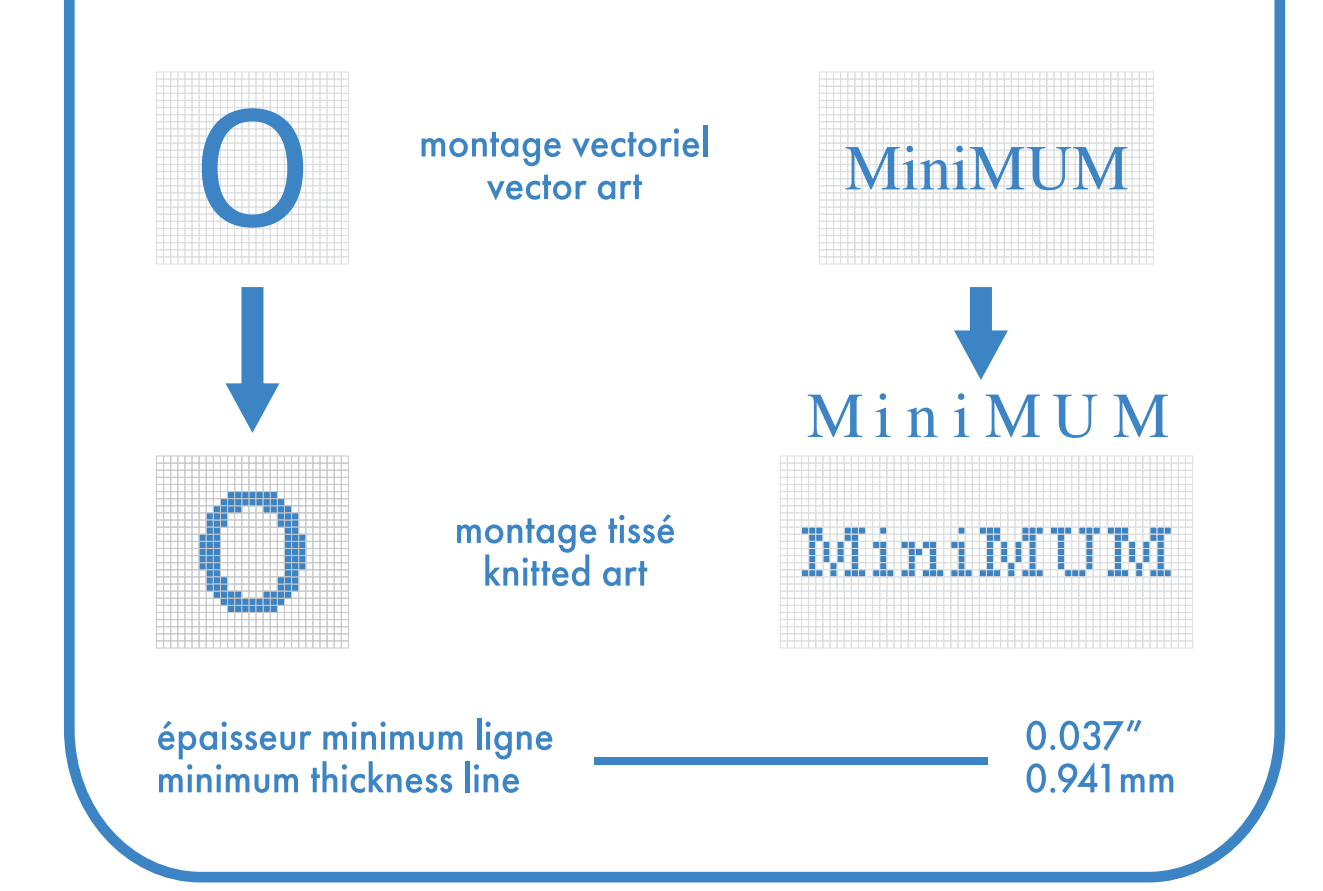 O
montage vectoriel
vector art
MiniMUM
MiniMUM
O
montage tissé
knitted art
MiniMUM
épaisseur minimum ligne
minimum thickness line
0.037″
0.941mm